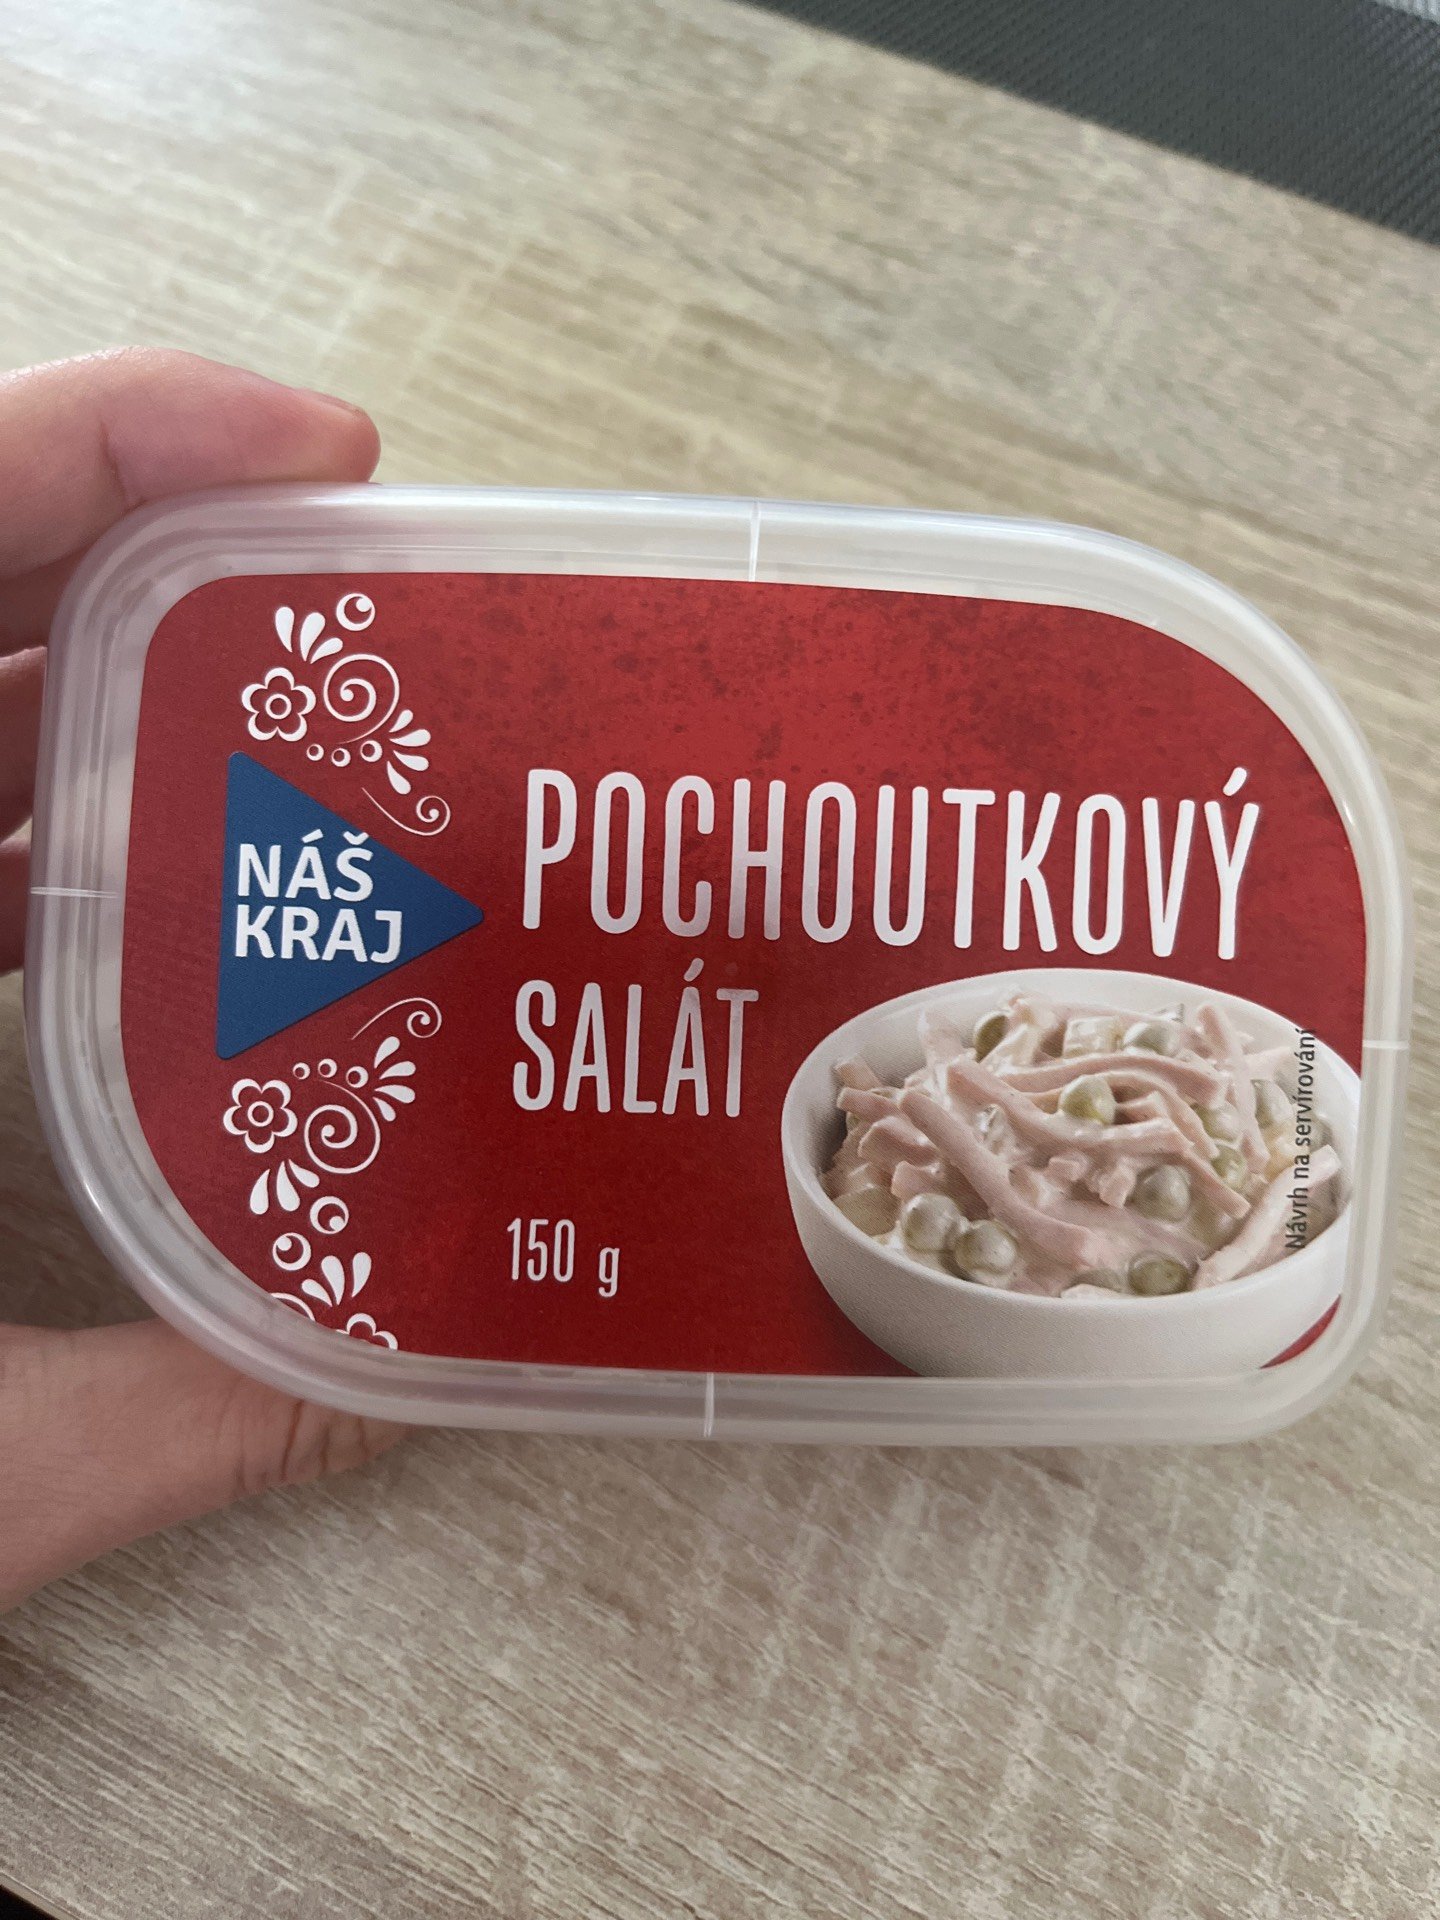 NÁŠ
KRAJ
POCHOUTKOVÝ
SALÁT
150 g
Návrh na servírování